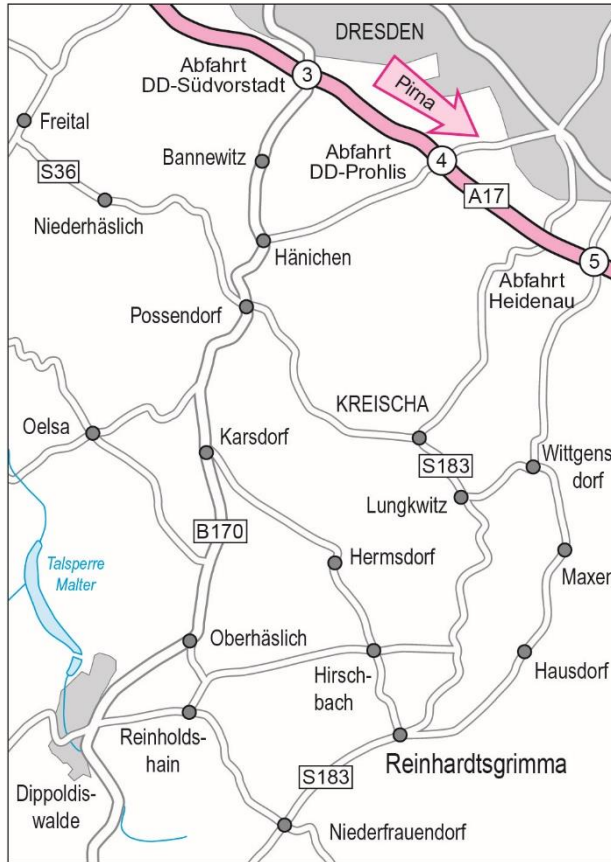 DRESDEN
Abfahrt
DD-Südvorstadt
3
Pirna
Freital
Bannewitz
Abfahrt
DD-Prohlis
4
S36
A17
Niederhäslich
Hänichen
5
Abfahrt
Heidenau
Possendorf
KREISCHA
Oelsa
Karsdorf
S183
Wittgens
dorf
Lungkwitz
B170
Talsperre
Malter
Hermsdorf
Maxen
Oberhäslich
Hirsch-
bach
Hausdorf
Reinholds-
hain
Reinhardtsgrimma
S183
Dippoldis-
walde
Niederfrauendorf